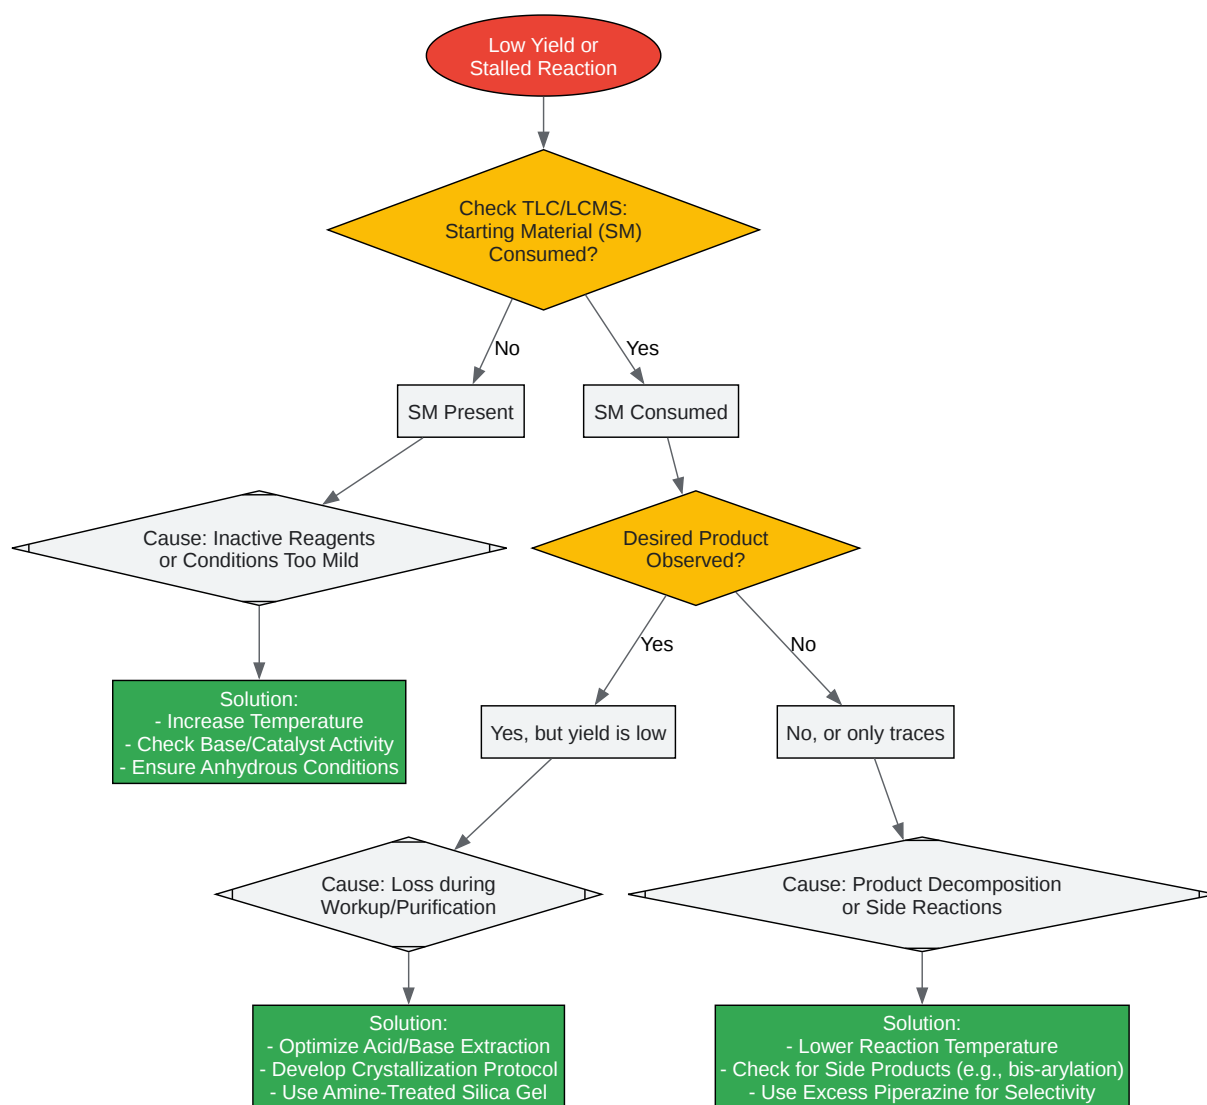 Low Yield or
Stalled Reaction
Check TLC/LCMS:
Starting Material (SM)
Consumed?
No
Yes
SM Present
SM Consumed
Cause: Inactive Reagents
or Conditions Too Mild
Desired Product
Observed?
Solution:
- Increase Temperature
- Check Base/Catalyst Activity
- Ensure Anhydrous Conditions
Yes
No
Yes, but yield is low
No, or only traces
Cause: Loss during
Workup/Purification
Cause: Product Decomposition
or Side Reactions
Solution:
- Optimize Acid/Base Extraction
- Develop Crystallization Protocol
- Use Amine-Treated Silica Gel
Solution:
- Lower Reaction Temperature
- Check for Side Products (e.g., bis-arylation)
- Use Excess Piperazine for Selectivity